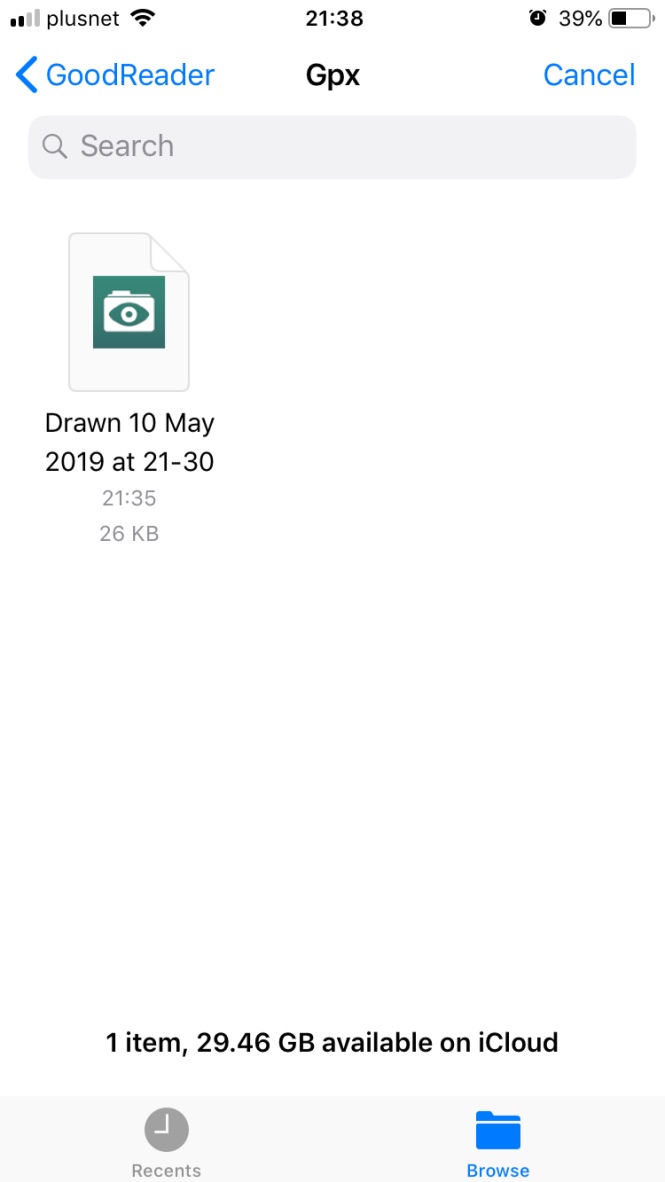 plusnet 21:38 39%
GoodReader Gpx Cancel
Search
Drawn 10 May
2019 at 21-30
21:35
26 KB
1 item, 29.46 GB available on iCloud
Recents Browse